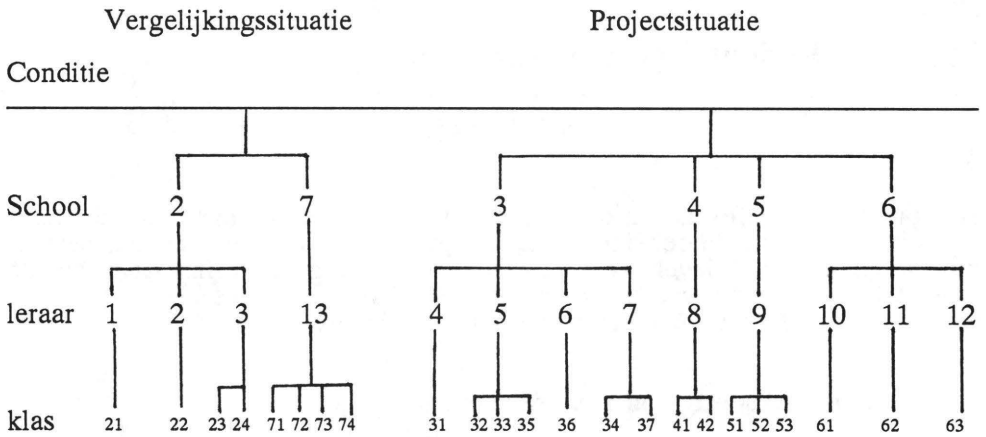 Vergelijkingssituatie Projectsituatie
Conditie
School 2 7 3 4 5 6
leraar 1 2 3 13 4 5 6 7 8 9 10 11 12
klas 21 22 23 24 71 72 73 74 31 32 33 35 36 34 37 41 42 51 52 53 61 62 63